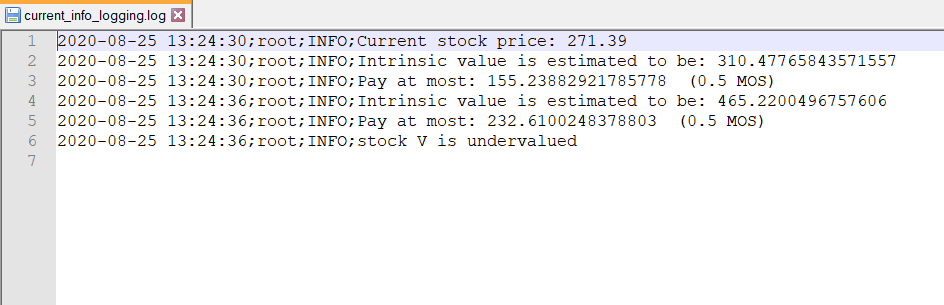 current_info_logging.log
1 2020-08-25 13:24:30;root;INFO;Current stock price: 271.39
2 2020-08-25 13:24:30;root;INFO;Intrinsic value is estimated to be: 310.47765843571557
3 2020-08-25 13:24:30;root;INFO;Pay at most: 155.23882921785778  (0.5 MOS)
4 2020-08-25 13:24:36;root;INFO;Intrinsic value is estimated to be: 465.2200496757606
5 2020-08-25 13:24:36;root;INFO;Pay at most: 232.6100248378803  (0.5 MOS)
6 2020-08-25 13:24:36;root;INFO;stock V is undervalued
7